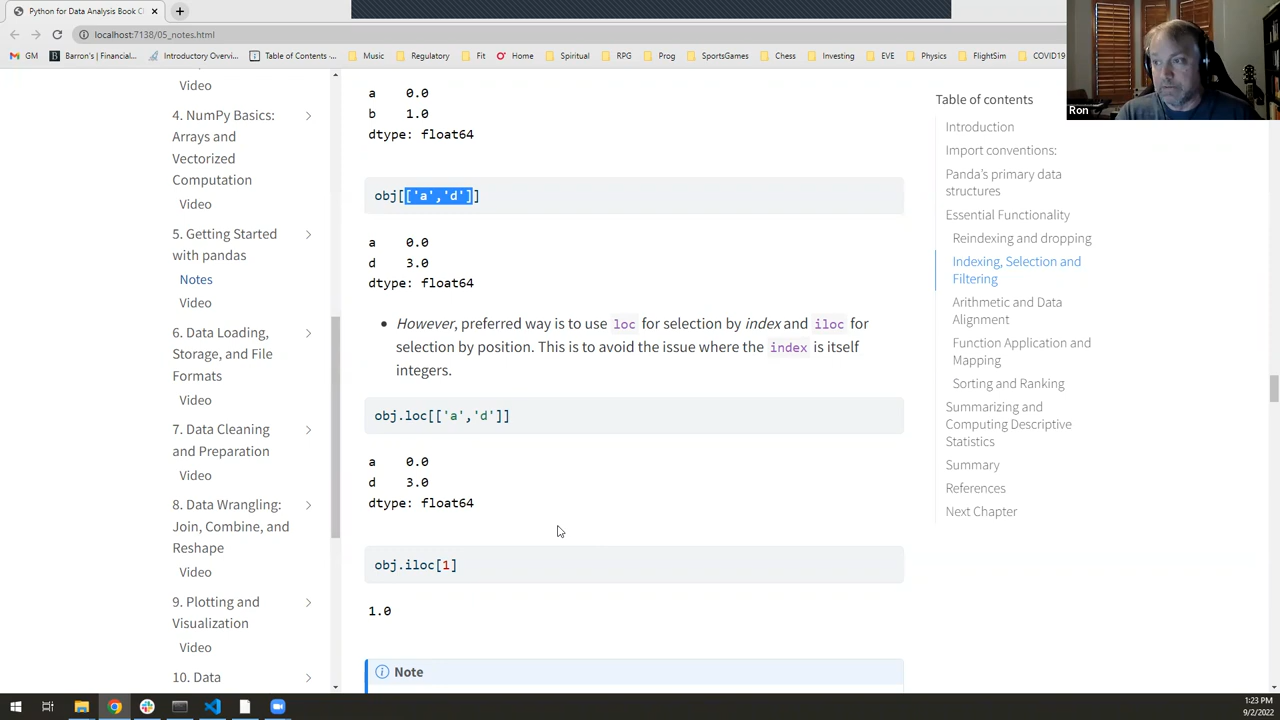 Python for Data Analysis Book Cl
localhost:7138/05_notes.html
GM
Barron's | Financial...
Introductory
Table of Contents...
Music
SportsGames
Spiritual
RPG
Home
Chess
EVE
Physics
FlightSim
COVID19
Ron
Video
4. NumPy Basics:
Arrays and
Vectorized
Computation
Video
5. Getting Started
with pandas
Notes
Video
6. Data Loading,
Storage, and File
Formats
Video
7. Data Cleaning
and Preparation
Video
8. Data Wrangling:
Join, Combine, and
Reshape
Video
9. Plotting and
Visualization
Video
10. Data
a 0.0
b 1.0
dtype: float64
obj[['a','d']]
a 0.0
d 3.0
dtype: float64
However, preferred way is to use loc for selection by index and iloc for
selection by position. This is to avoid the issue where the index is itself
integers.
obj.loc[['a','d']]
a 0.0
d 3.0
dtype: float64
obj.iloc[1]
1.0
Note
Table of contents
Introduction
Import conventions:
Panda's primary data
structures
Essential Functionality
Reindexing and dropping
Indexing, Selection and
Filtering
Arithmetic and Data
Alignment
Function Application and
Mapping
Sorting and Ranking
Summarizing and
Computing Descriptive
Statistics
Summary
References
Next Chapter
1:23 PM
9/2/2022